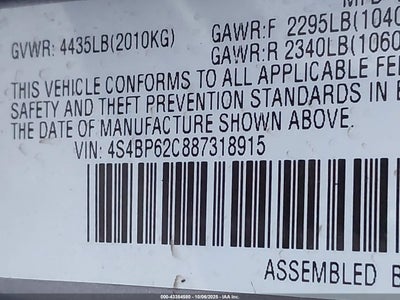 MFD
GVWR: 4435LB(2010KG) GAWR:F 2295LB(1040
GAWR:R 2340LB(1060
THIS VEHICLE CONFORMS TO ALL APPLICABLE FE
SAFETY AND THEFT PREVENTION STANDARDS IN E
THE DATE OF MANUFACTURE SHOWN ABOVE.
VIN: 4S4BP62C887318915
ASSEMBLED B
000-43384580 - 10/06/2025 - IAA Inc.